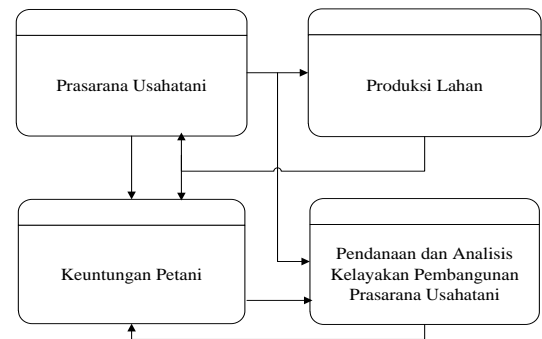 Prasarana Usahatani
Produksi Lahan
Keuntungan Petani
Pendanaan dan Analisis
Kelayakan Pembangunan
Prasarana Usahatani